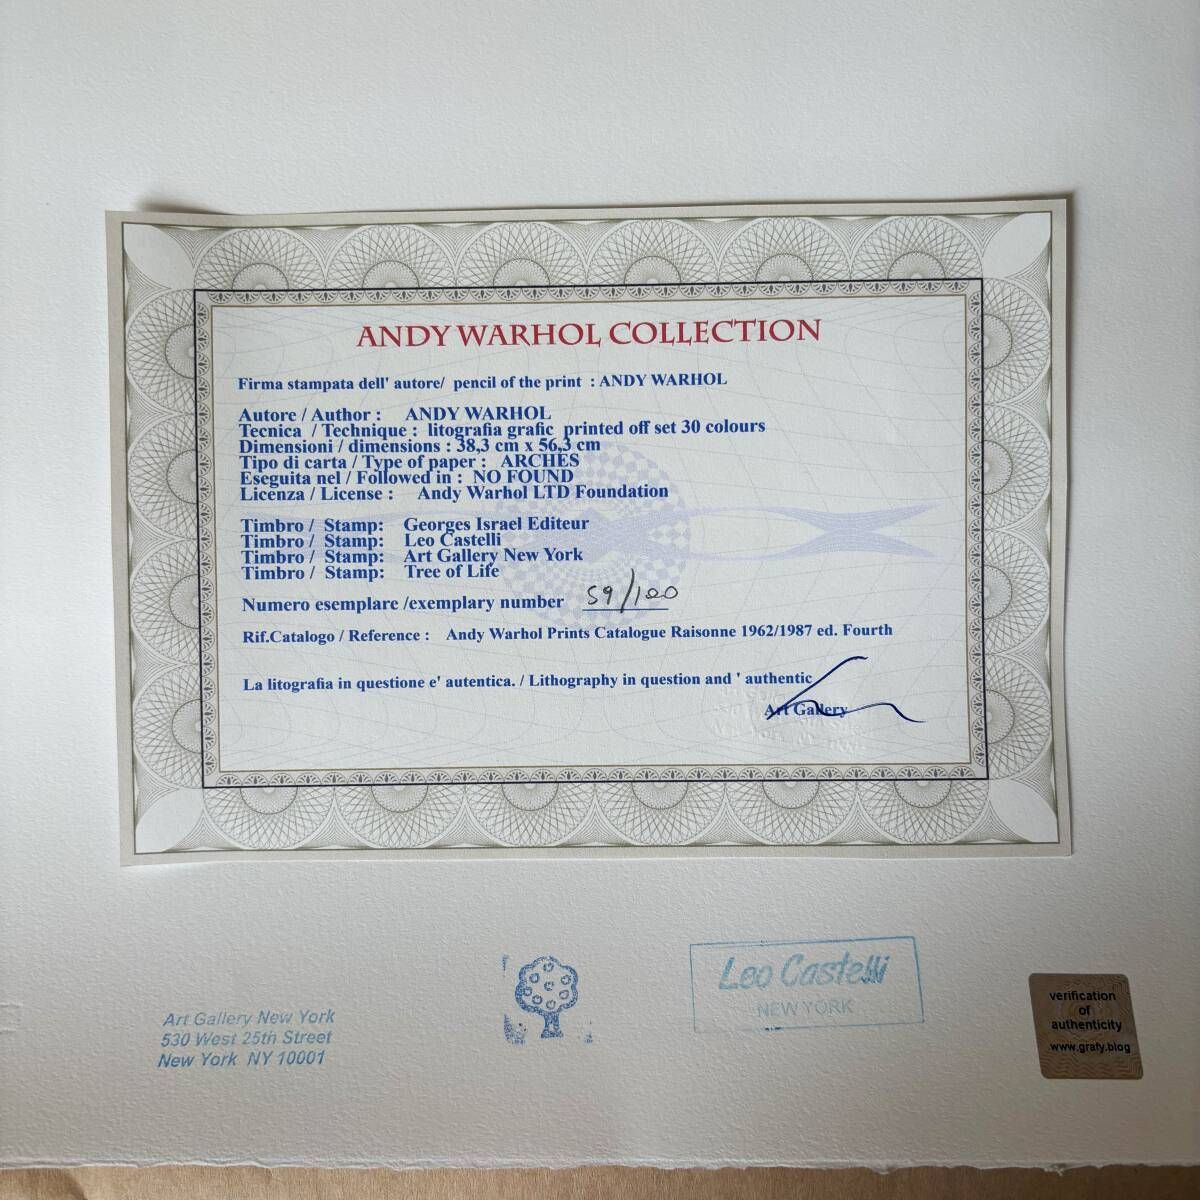 ANDY WARHOL COLLECTION
Firma stampata dell' autore/ pencil of the print : ANDY WARHOL
Autore / Author : ANDY WARHOL
Tecnica / Technique : litografia grafic printed off set 30 colours
Dimensioni / dimensions : 38,3 cm x 56,3 cm
Tipo di carta / Type of paper : ARCHES
Eseguita nel / Followed in : NO FOUND
Licenza / License : Andy Warhol LTD Foundation
Timbro / Stamp: Georges Israel Editeur
Timbro / Stamp: Leo Castelli
Timbro / Stamp: Art Gallery New York
Timbro / Stamp: Tree of Life
Numero esemplare /exemplary number 59/100
Rif.Catalogo / Reference : Andy Warhol Prints Catalogue Raisonne 1962/1987 ed. Fourth
La litografia in questione e' autentica. / Lithography in question and ' authentic
Art Gallery
Art Gallery New York
530 West 25th Street
New York NY 10001
Leo Castelli
NEW YORK
verification
of
authenticity
www.grafy.blog